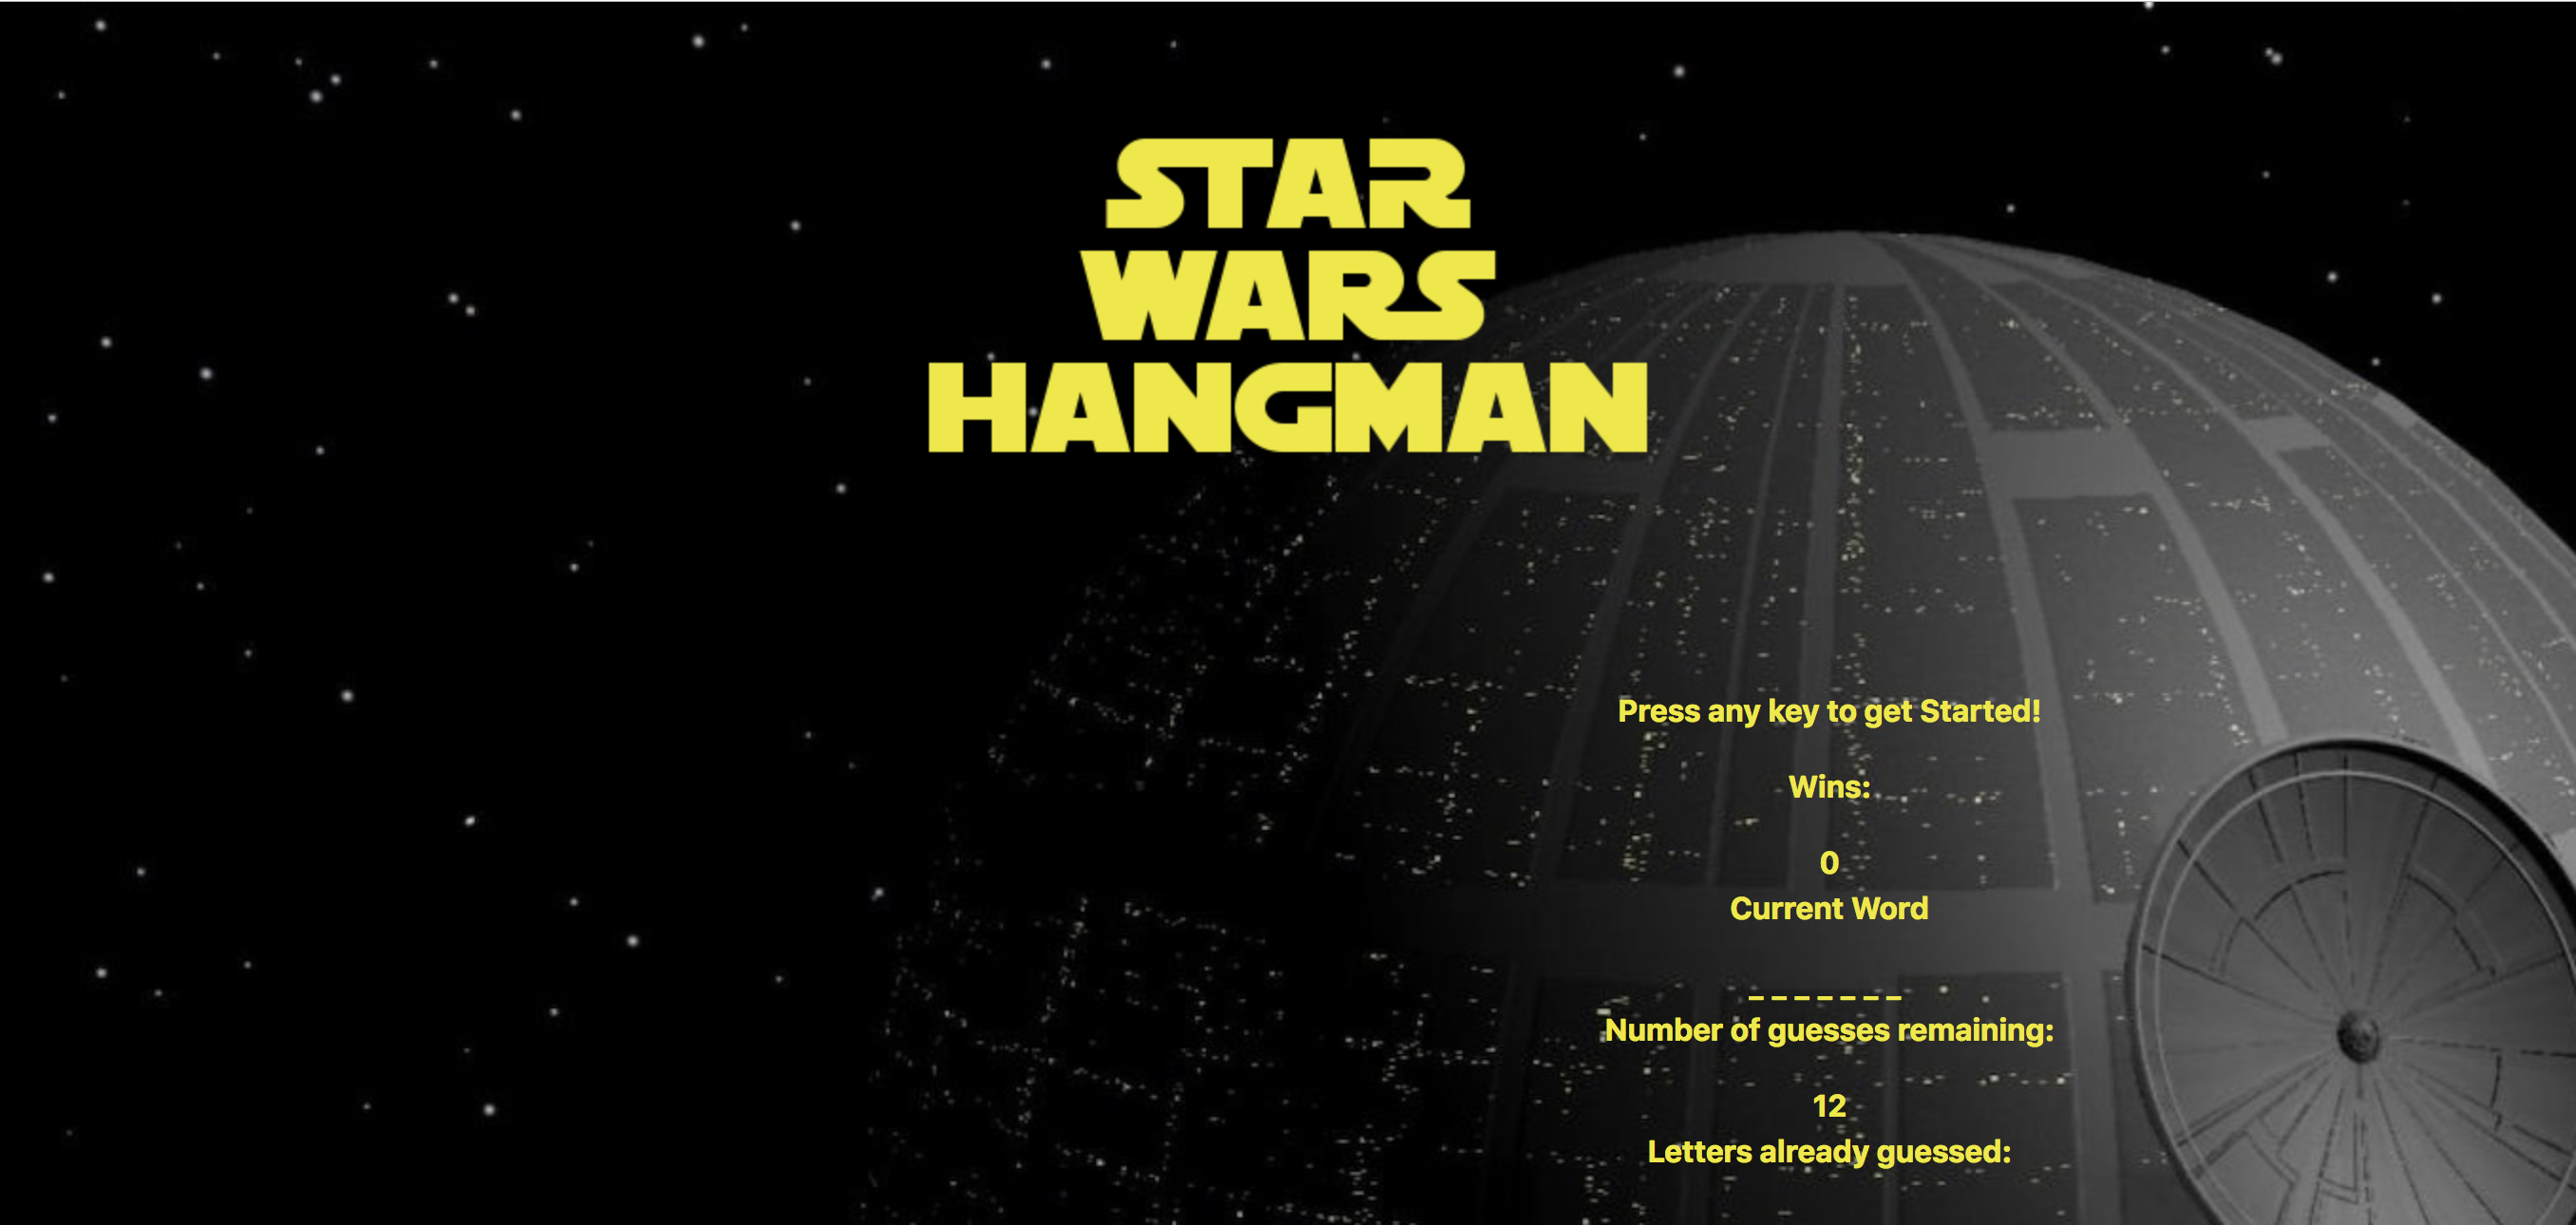 STAR
WARS
HANGMAN
Press any key to get Started!
Wins:
0
Current Word
_ _ _ _ _ _ _
Number of guesses remaining:
12
Letters already guessed: